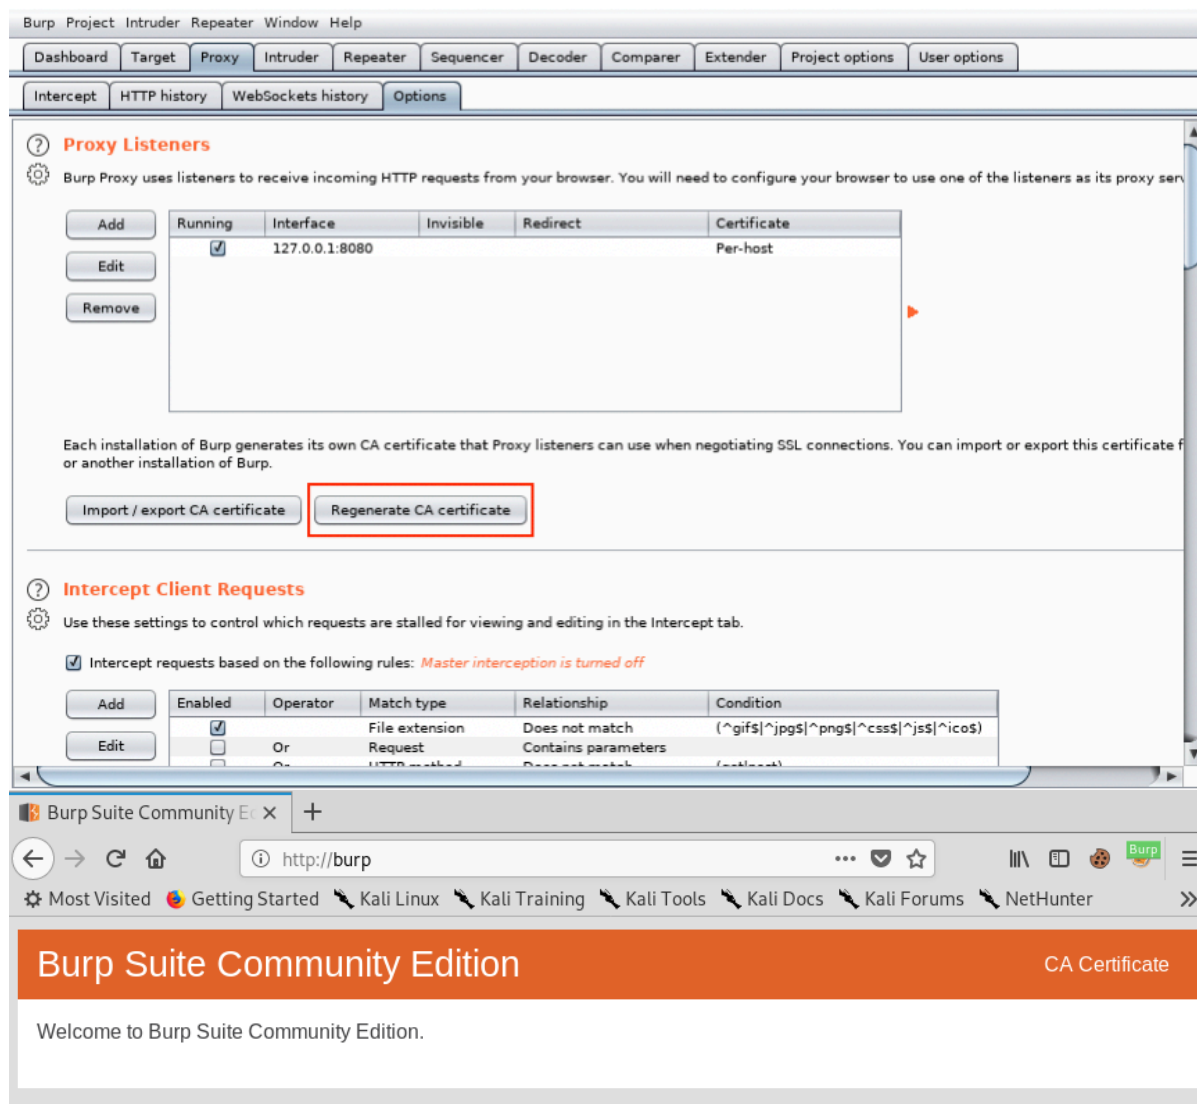 Burp Project Intruder Repeater Window Help
Dashboard Target Proxy Intruder Repeater Sequencer Decoder Comparer Extender Project options User options
Intercept HTTP history WebSockets history Options
Proxy Listeners
Burp Proxy uses listeners to receive incoming HTTP requests from your browser. You will need to configure your browser to use one of the listeners as its proxy serv
Add Running Interface Invisible Redirect Certificate
127.0.0.1:8080 Per-host
Edit
Remove
Each installation of Burp generates its own CA certificate that Proxy listeners can use when negotiating SSL connections. You can import or export this certificate f
or another installation of Burp.
Import / export CA certificate Regenerate CA certificate
Intercept Client Requests
Use these settings to control which requests are stalled for viewing and editing in the Intercept tab.
Intercept requests based on the following rules: Master interception is turned off
Add Enabled Operator Match type Relationship Condition
File extension Does not match (^gif$|^jpg$|^png$|^css$|^js$|^ico$)
Edit Or Request Contains parameters
Or HTTP method Does not match (get|post)
Burp Suite Community Ed
http://burp
Burp
Most Visited Getting Started Kali Linux Kali Training Kali Tools Kali Docs Kali Forums NetHunter
Burp Suite Community Edition CA Certificate
Welcome to Burp Suite Community Edition.